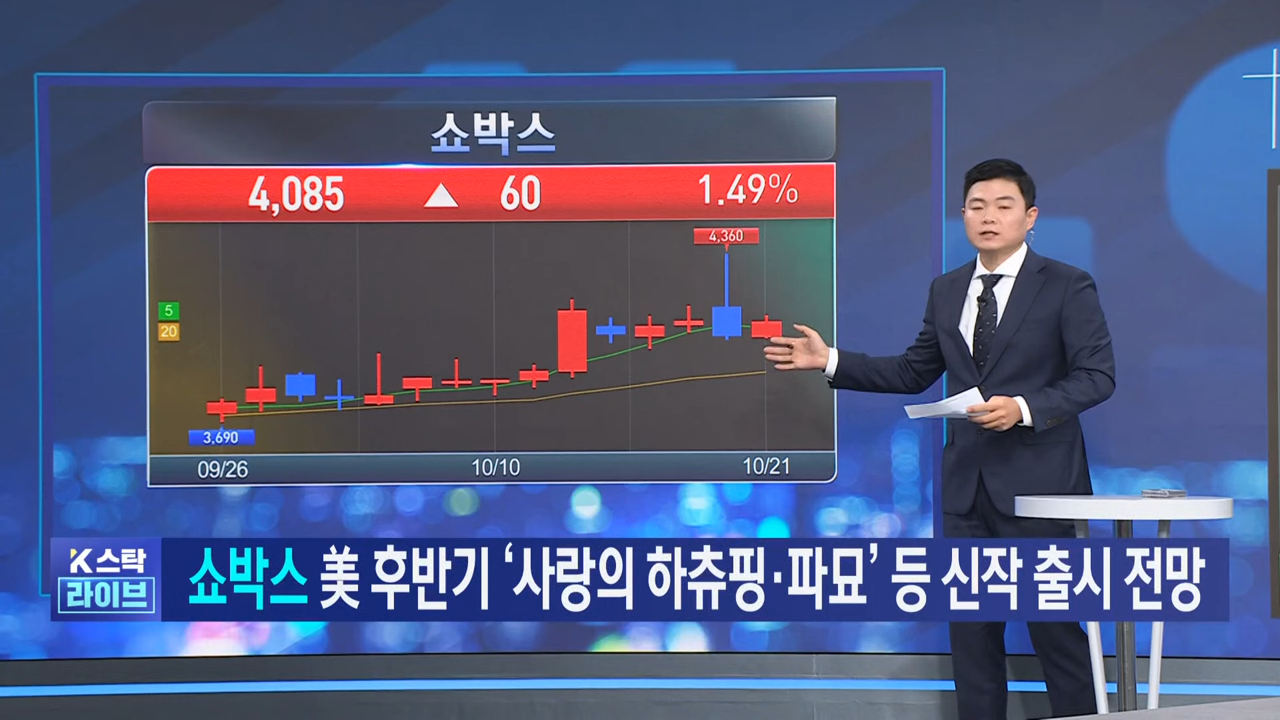 쇼박스
4,085 ▲ 60 1.49%
4,360
5
20
3,690
09/26 10/10 10/21
K스탁
라이브
쇼박스 美 후반기 ‘사랑의 하츄핑·파묘’ 등 신작 출시 전망